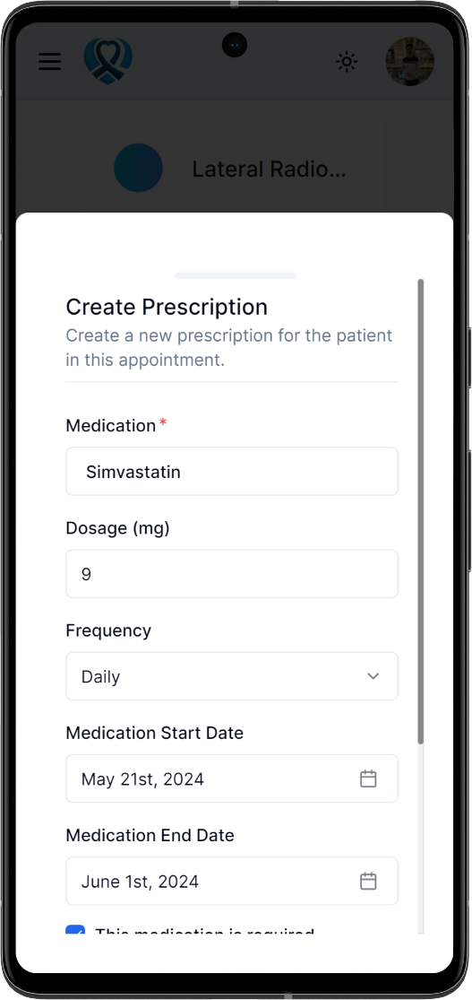 Lateral Radio...
Create Prescription
Create a new prescription for the patient
in this appointment.
Medication*
Simvastatin
Dosage (mg)
9
Frequency
Daily
Medication Start Date
May 21st, 2024
Medication End Date
June 1st, 2024
This medication is required